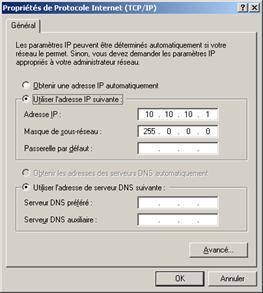 Propriétés de Protocole Internet (TCP/IP)
Général
Les paramètres IP peuvent être déterminés automatiquement si votre
réseau le permet. Sinon, vous devez demander les paramètres IP
appropriés à votre administrateur réseau.
Obtenir une adresse IP automatiquement
Utiliser l'adresse IP suivante :
Adresse IP : 10 . 10 . 10 . 1
Masque de sous-réseau : 255 . 0 . 0 . 0
Passerelle par défaut : . . .
Obtenir les adresses des serveurs DNS automatiquement
Utiliser l'adresse de serveur DNS suivante :
Serveur DNS préféré : . . .
Serveur DNS auxiliaire : . . .
Avancé...
OK Annuler